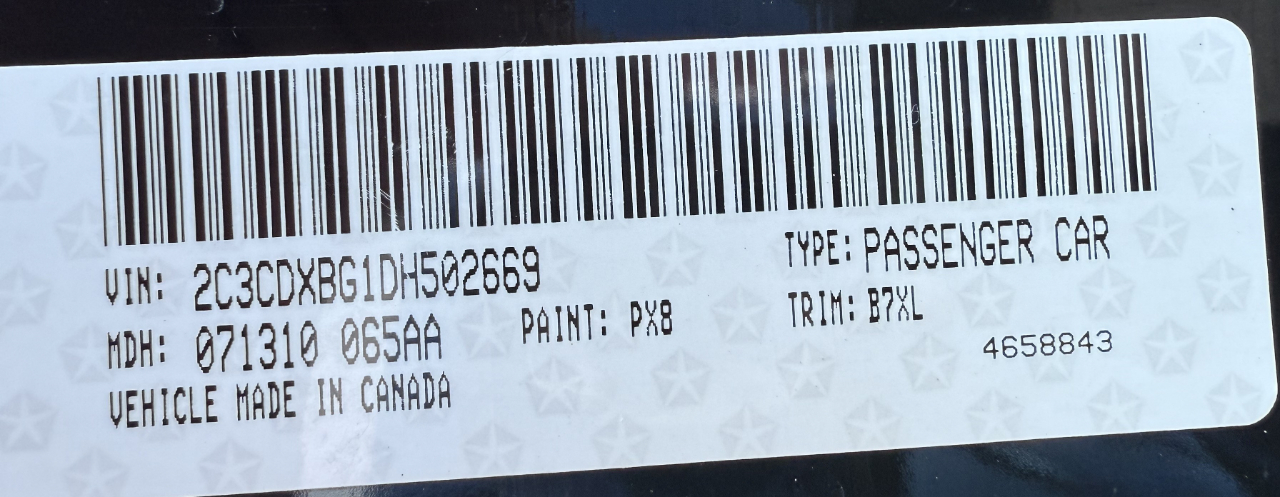 VIN: 2C3CDXBG1DH502669
TYPE: PASSENGER CAR
MDH: 071310 065AA
PAINT: PX8
TRIM: B7XL
4658843
VEHICLE MADE IN CANADA